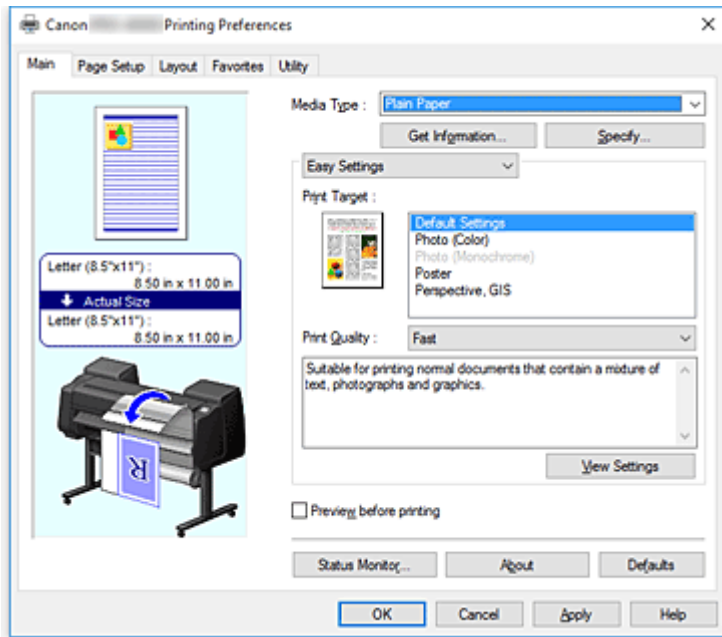 Canon Printing Preferences
Main Page Setup Layout Favorites Utility
Media Type : Plain Paper
Get Information... Specify...
Easy Settings
Print Target :
Default Settings
Photo (Color)
Photo (Monochrome)
Poster
Perspective, GIS
Letter (8.5"x11") :
8.50 in x 11.00 in
Actual Size
Letter (8.5"x11") :
8.50 in x 11.00 in
R
Print Quality : Fast
Suitable for printing normal documents that contain a mixture of
text, photographs and graphics.
View Settings
Preview before printing
Status Monitor... About Defaults
OK Cancel Apply Help